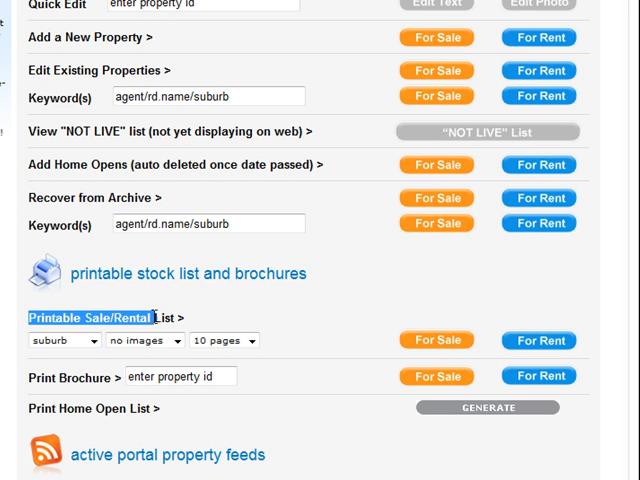 Quick Edit enter property id Edit Text Edit Photo
Add a New Property > For Sale For Rent
Edit Existing Properties > For Sale For Rent
Keyword(s) agent/rd.name/suburb For Sale For Rent
View "NOT LIVE" list (not yet displaying on web) > “NOT LIVE” List
Add Home Opens (auto deleted once date passed) > For Sale For Rent
Recover from Archive > For Sale For Rent
Keyword(s) agent/rd.name/suburb For Sale For Rent
printable stock list and brochures
Printable Sale/Rental List >
suburb no images 10 pages For Sale For Rent
Print Brochure > enter property id For Sale For Rent
Print Home Open List > GENERATE
active portal property feeds